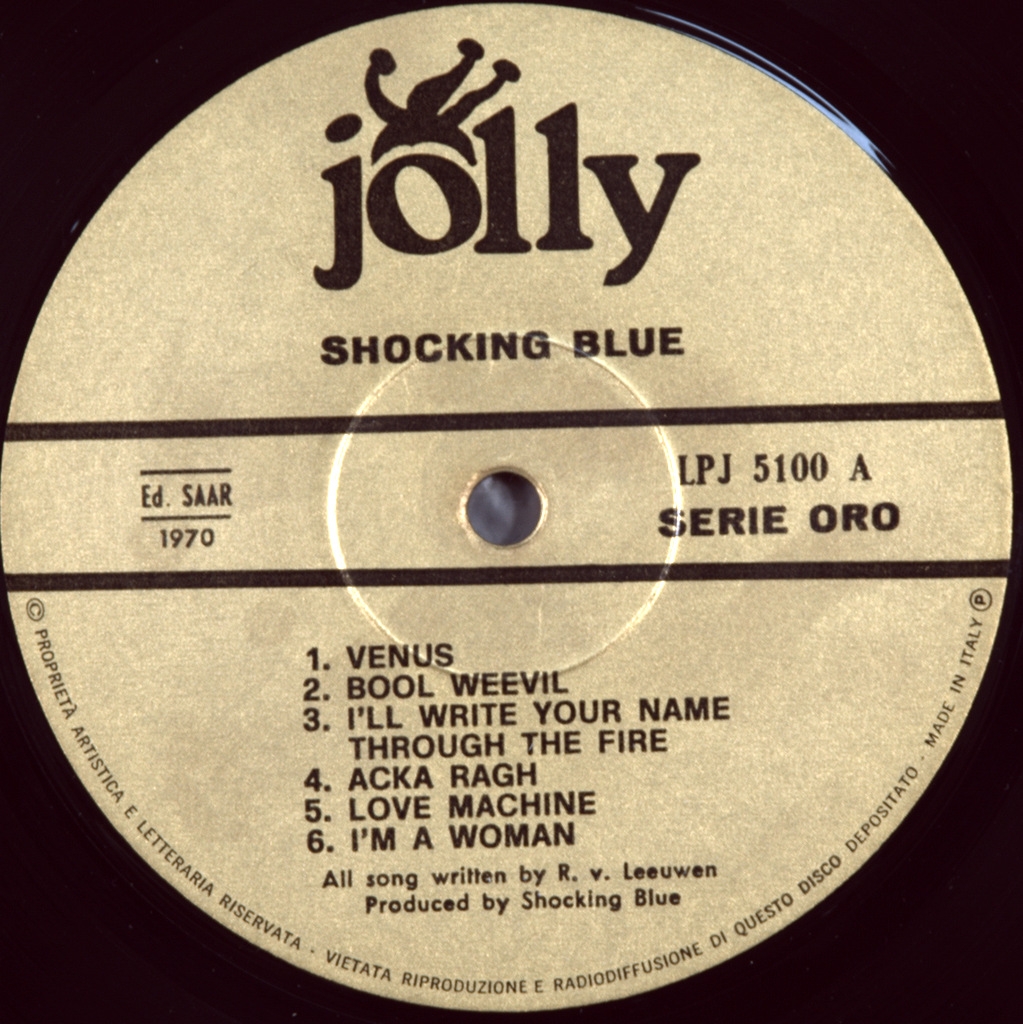 jolly
SHOCKING BLUE
Ed. SAAR
1970
LPJ 5100 A
SERIE ORO
1. VENUS
2. BOOL WEEVIL
3. I'LL WRITE YOUR NAME
THROUGH THE FIRE
4. ACKA RAGH
5. LOVE MACHINE
6. I'M A WOMAN
All song written by R. v. Leeuwen
Produced by Shocking Blue
© PROPRIETÀ ARTISTICA E LETTERARIA RISERVATA - VIETATA RIPRODUZIONE E RADIODIFFUSIONE DI QUESTO DISCO DEPOSITATO - MADE IN ITALY ℗